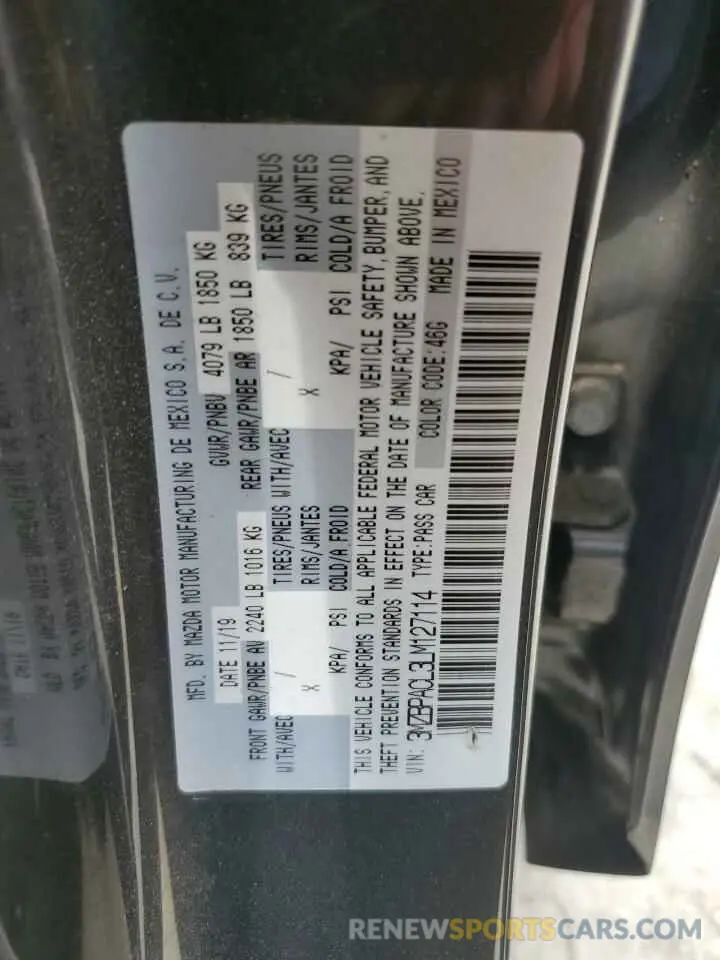 MFD. BY MAZDA MOTOR MANUFACTURING DE MEXICO S.A. DE C.V.
DATE 11/19 GVWR/PNBV 4079 LB 1850 KG
FRONT GAWR/PNBE AV 2240 LB 1016 KG REAR GAWR/PNBE AR 1850 LB 839 KG
WITH/AVEC / TIRES/PNEUS WITH/AVEC / TIRES/PNEUS
X RIMS/JANTES X RIMS/JANTES
KPA/ PSI COLD/A FROID KPA/ PSI COLD/A FROID
THIS VEHICLE CONFORMS TO ALL APPLICABLE FEDERAL MOTOR VEHICLE SAFETY, BUMPER, AND
THEFT PREVENTION STANDARDS IN EFFECT ON THE DATE OF MANUFACTURE SHOWN ABOVE.
VIN: 3MZBPACL3LM127114 TYPE:PASS CAR COLOR CODE:46G MADE IN MEXICO
RENEWSPORTSCARS.COM